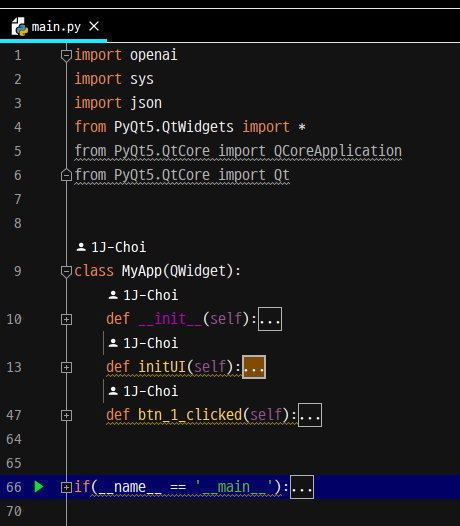 main.py
1 import openai
2 import sys
3 import json
4 from PyQt5.QtWidgets import *
5 from PyQt5.QtCore import QCoreApplication
6 from PyQt5.QtCore import Qt
7
8
1J-Choi
9 class MyApp(QWidget):
1J-Choi
10 def __init__(self):...
1J-Choi
13 def initUI(self):...
1J-Choi
47 def btn_1_clicked(self):...
64
65
66 if(__name__ == '__main__'):...
70